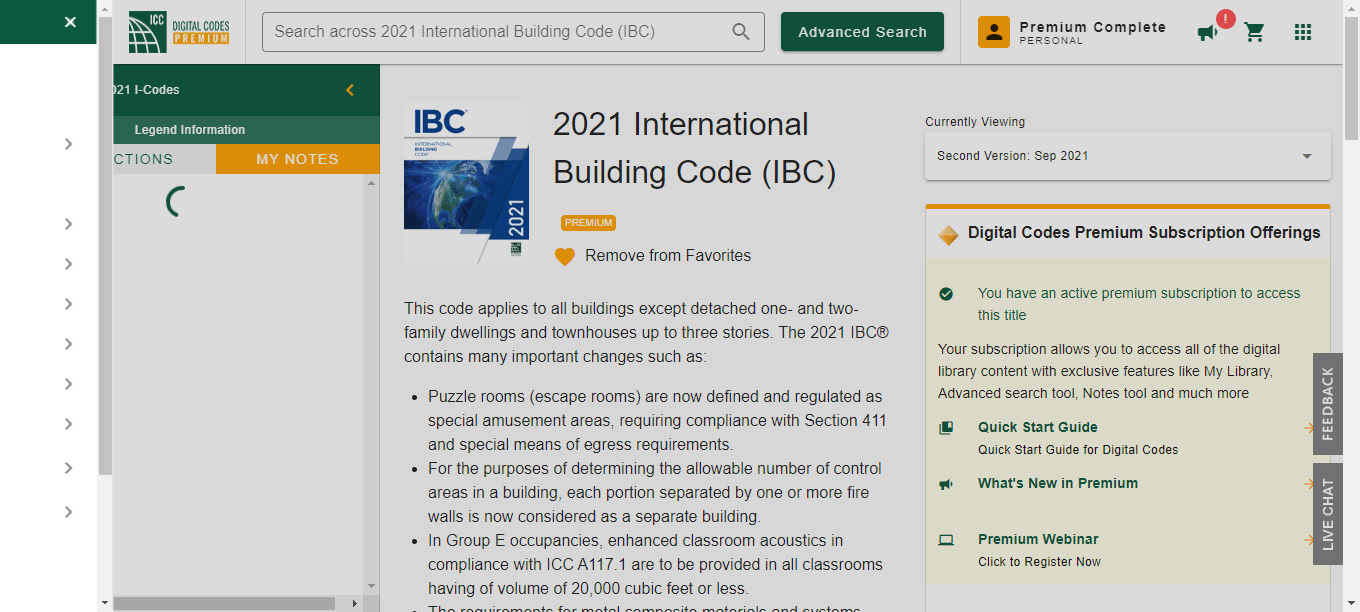 ICC
DIGITAL CODES
PREMIUM
Search across 2021 International Building Code (IBC)
Advanced Search
Premium Complete
PERSONAL
!
021 I-Codes
Legend Information
CTIONS
MY NOTES
IBC
INTERNATIONAL
BUILDING
CODE
2021
2021 International
Building Code (IBC)
PREMIUM
Remove from Favorites
This code applies to all buildings except detached one- and two-
family dwellings and townhouses up to three stories. The 2021 IBC®
contains many important changes such as:
• Puzzle rooms (escape rooms) are now defined and regulated as
special amusement areas, requiring compliance with Section 411
and special means of egress requirements.
• For the purposes of determining the allowable number of control
areas in a building, each portion separated by one or more fire
walls is now considered as a separate building.
• In Group E occupancies, enhanced classroom acoustics in
compliance with ICC A117.1 are to be provided in all classrooms
having of volume of 20,000 cubic feet or less.
• The requirements for metal composite materials and systems
Currently Viewing
Second Version: Sep 2021
Digital Codes Premium Subscription Offerings
You have an active premium subscription to access
this title
Your subscription allows you to access all of the digital
library content with exclusive features like My Library,
Advanced search tool, Notes tool and much more
Quick Start Guide
Quick Start Guide for Digital Codes
What's New in Premium
Premium Webinar
Click to Register Now
FEEDBACK
LIVE CHAT